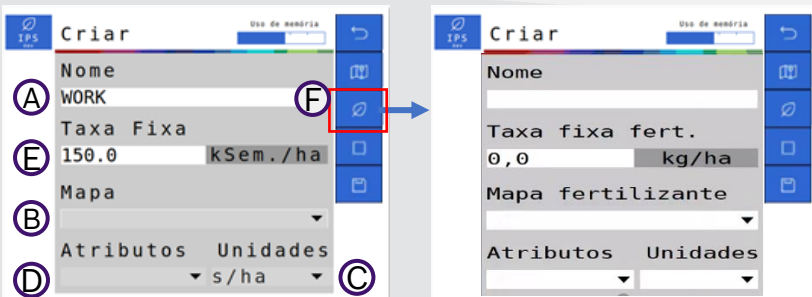 IPS
Criar
Uso de memória
Nome
A
WORK
F
Taxa Fixa
E
150.0
kSem./ha
Mapa
B
Atributos
Unidades
D
s/ha
C
IPS
Criar
Uso de memória
Nome
Taxa fixa fert.
0,0
kg/ha
Mapa fertilizante
Atributos
Unidades